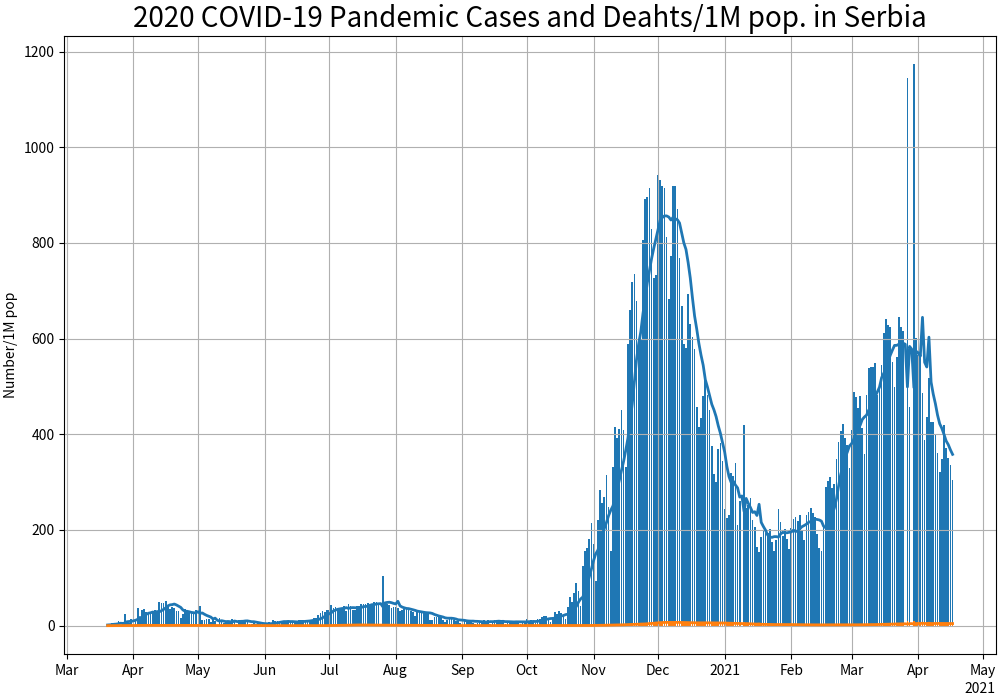 2020 COVID-19 Pandemic Cases and Deahts/1M pop. in Serbia
Number/1M pop
1200
1000
800
600
400
200
0
Mar Apr May Jun Jul Aug Sep Oct Nov Dec 2021 Feb Mar Apr May
2021